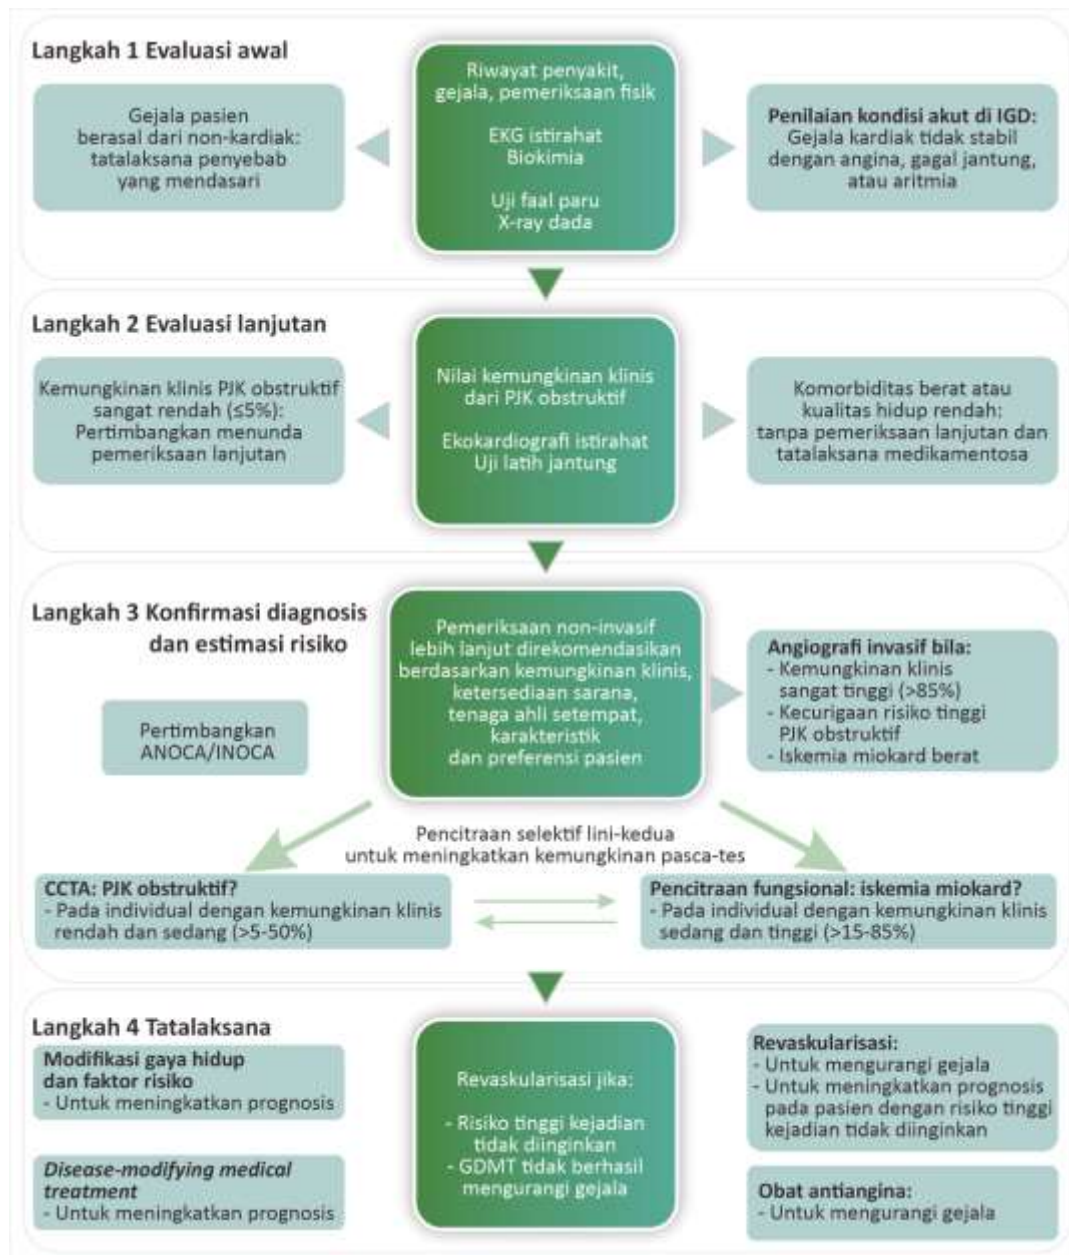 Langkah 1 Evaluasi awal
Gejala pasien
berasal dari non-kardiak:
tatalaksana penyebab
yang mendasari
Riwayat penyakit,
gejala, pemeriksaan fisik
EKG istirahat
Biokimia
Uji faal paru
X-ray dada
Penilaian kondisi akut di IGD:
Gejala kardiak tidak stabil
dengan angina, gagal jantung,
atau aritmia
Langkah 2 Evaluasi lanjutan
Kemungkinan klinis PJK obstruktif
sangat rendah (≤5%):
Pertimbangkan menunda
pemeriksaan lanjutan
Nilai kemungkinan klinis
dari PJK obstruktif
Ekokardiografi istirahat
Uji latih jantung
Komorbiditas berat atau
kualitas hidup rendah:
tanpa pemeriksaan lanjutan dan
tatalaksana medikamentosa
Langkah 3 Konfirmasi diagnosis
dan estimasi risiko
Pertimbangkan
ANOCA/INOCA
Pemeriksaan non-invasif
lebih lanjut direkomendasikan
berdasarkan kemungkinan klinis,
ketersediaan sarana,
tenaga ahli setempat,
karakteristik
dan preferensi pasien
Angiografi invasif bila:
- Kemungkinan klinis
sangat tinggi (>85%)
- Kecurigaan risiko tinggi
PJK obstruktif
- Iskemia miokard berat
Pencitraan selektif lini-kedua
untuk meningkatkan kemungkinan pasca-tes
CCTA: PJK obstruktif?
- Pada individual dengan kemungkinan klinis
rendah dan sedang (>5-50%)
Pencitraan fungsional: iskemia miokard?
- Pada individual dengan kemungkinan klinis
sedang dan tinggi (>15-85%)
Langkah 4 Tatalaksana
Modifikasi gaya hidup
dan faktor risiko
- Untuk meningkatkan prognosis
Disease-modifying medical
treatment
- Untuk meningkatkan prognosis
Revaskularisasi jika:
- Risiko tinggi kejadian
tidak diinginkan
- GDMT tidak berhasil
mengurangi gejala
Revaskularisasi:
- Untuk mengurangi gejala
- Untuk meningkatkan prognosis
pada pasien dengan risiko tinggi
kejadian tidak diinginkan
Obat antiangina:
- Untuk mengurangi gejala